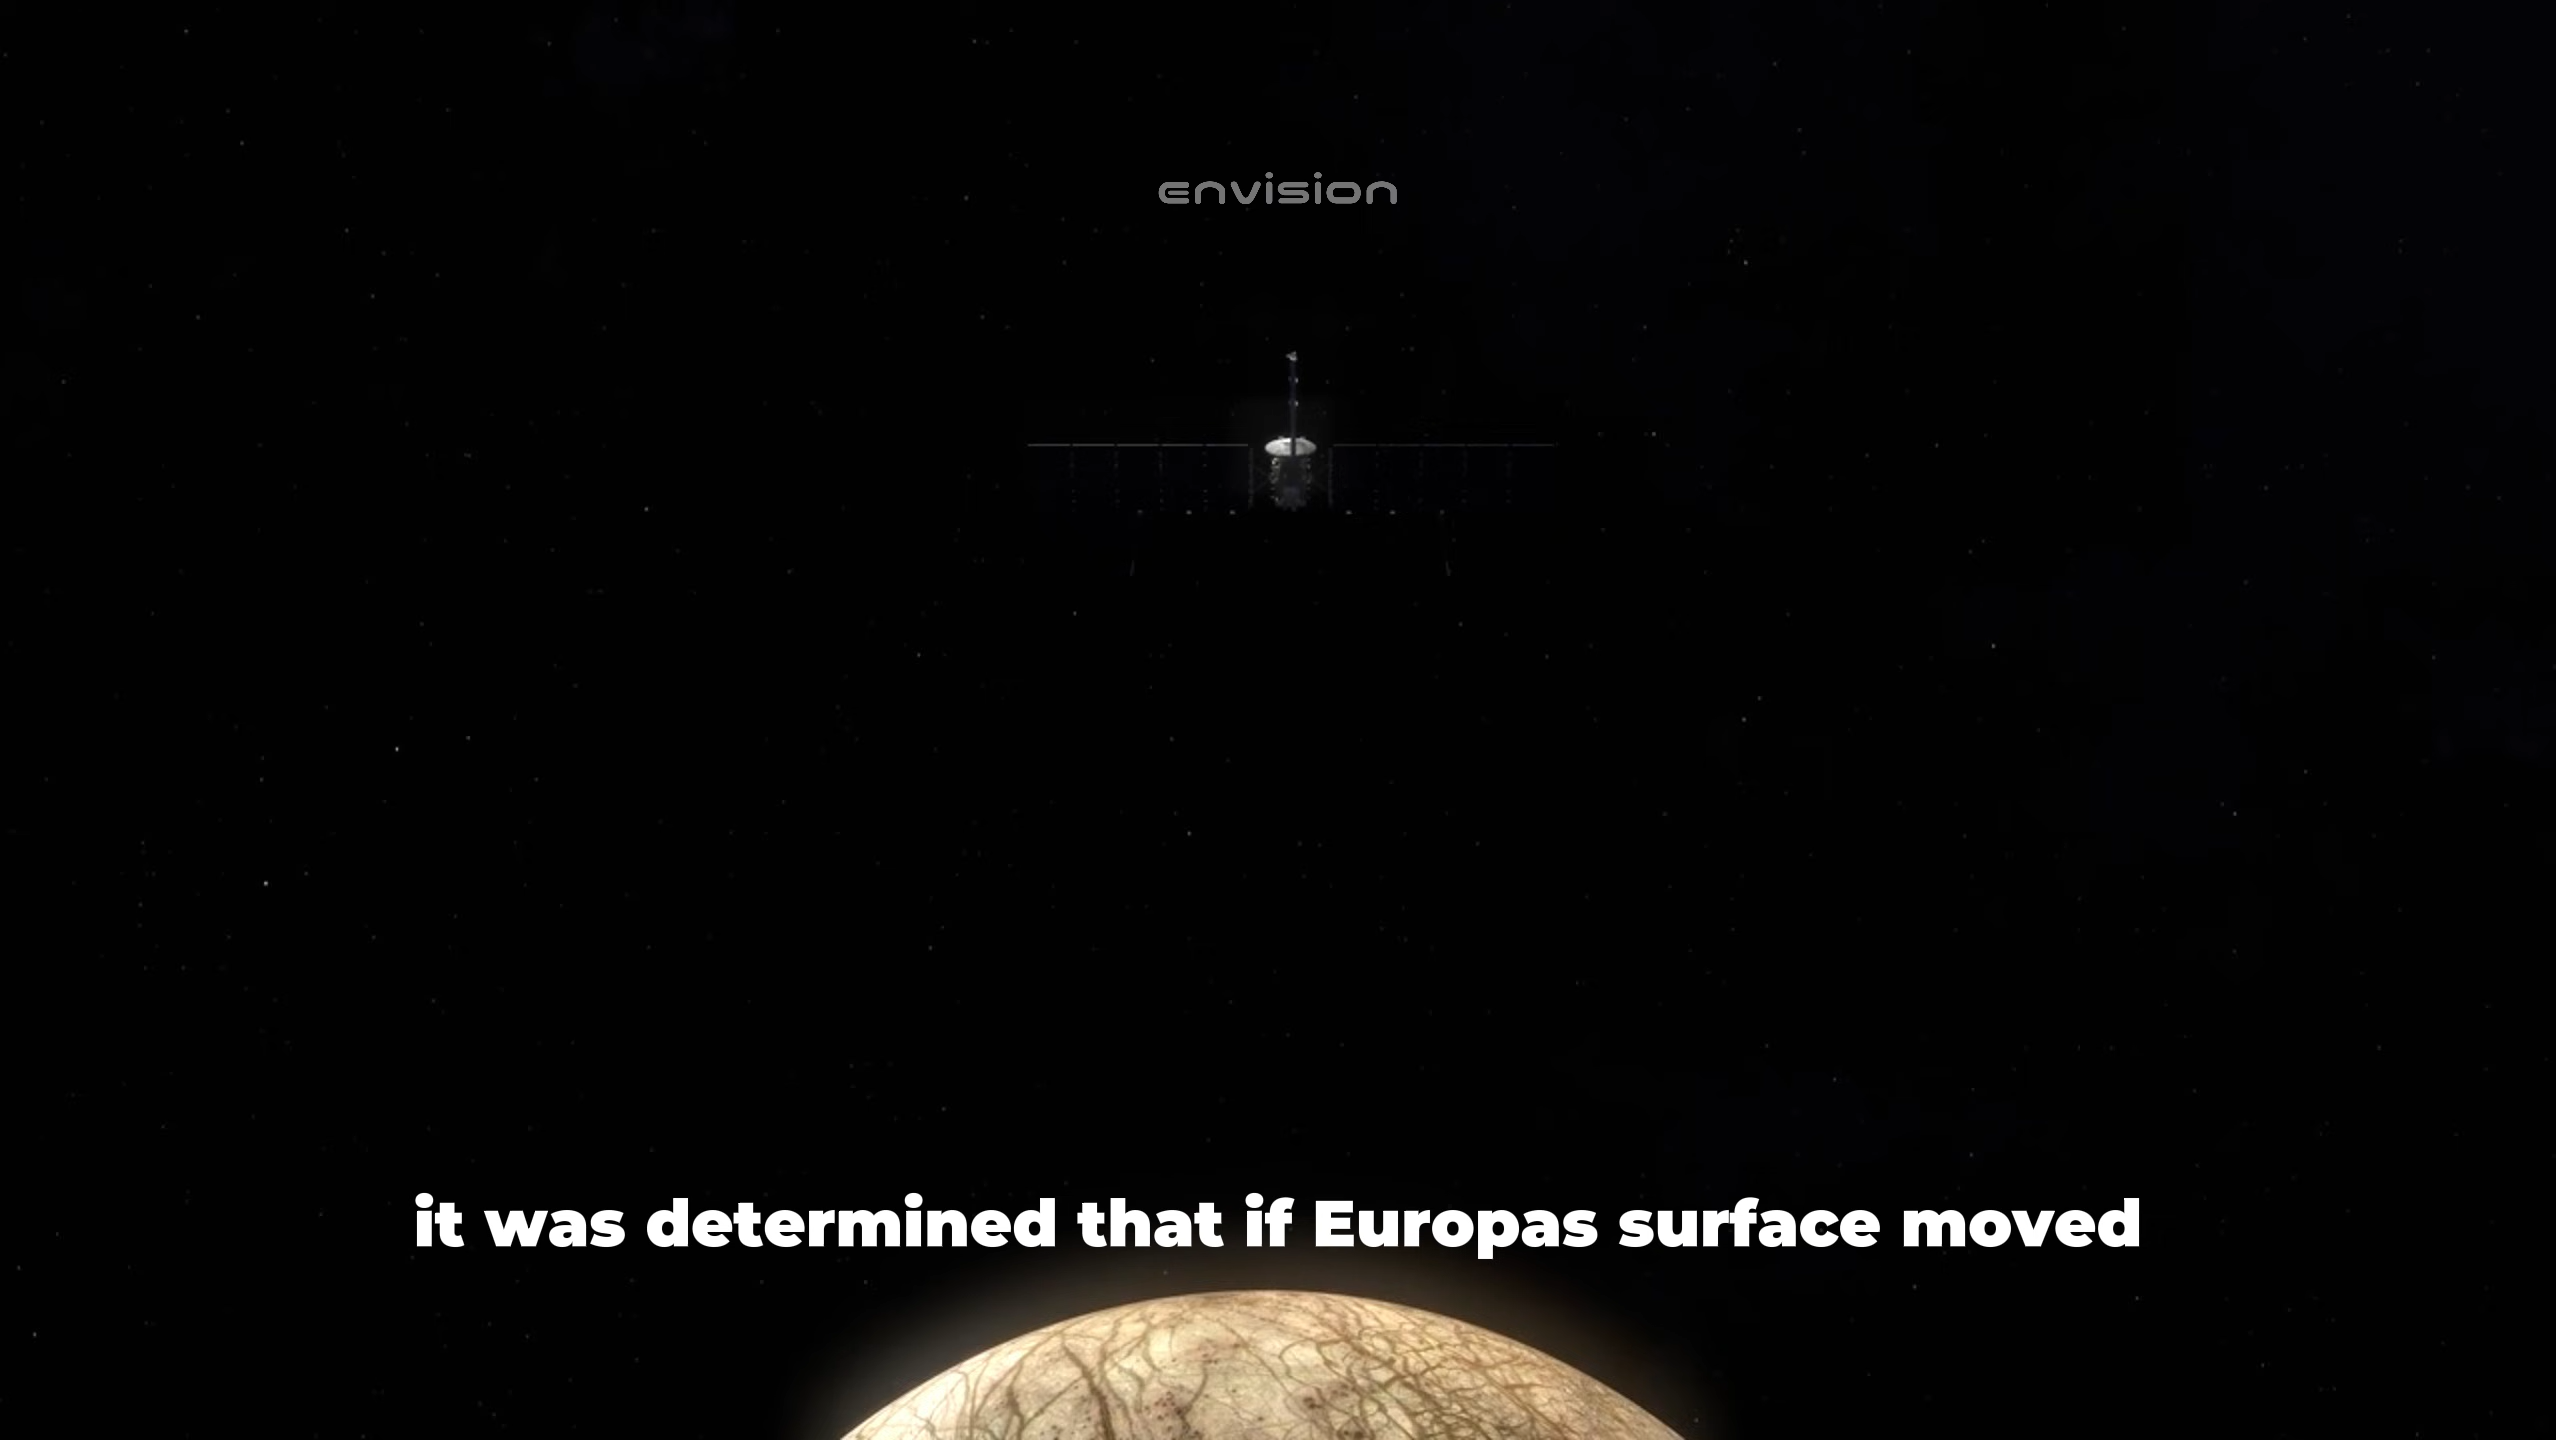 envision
it was determined that if Europas surface moved